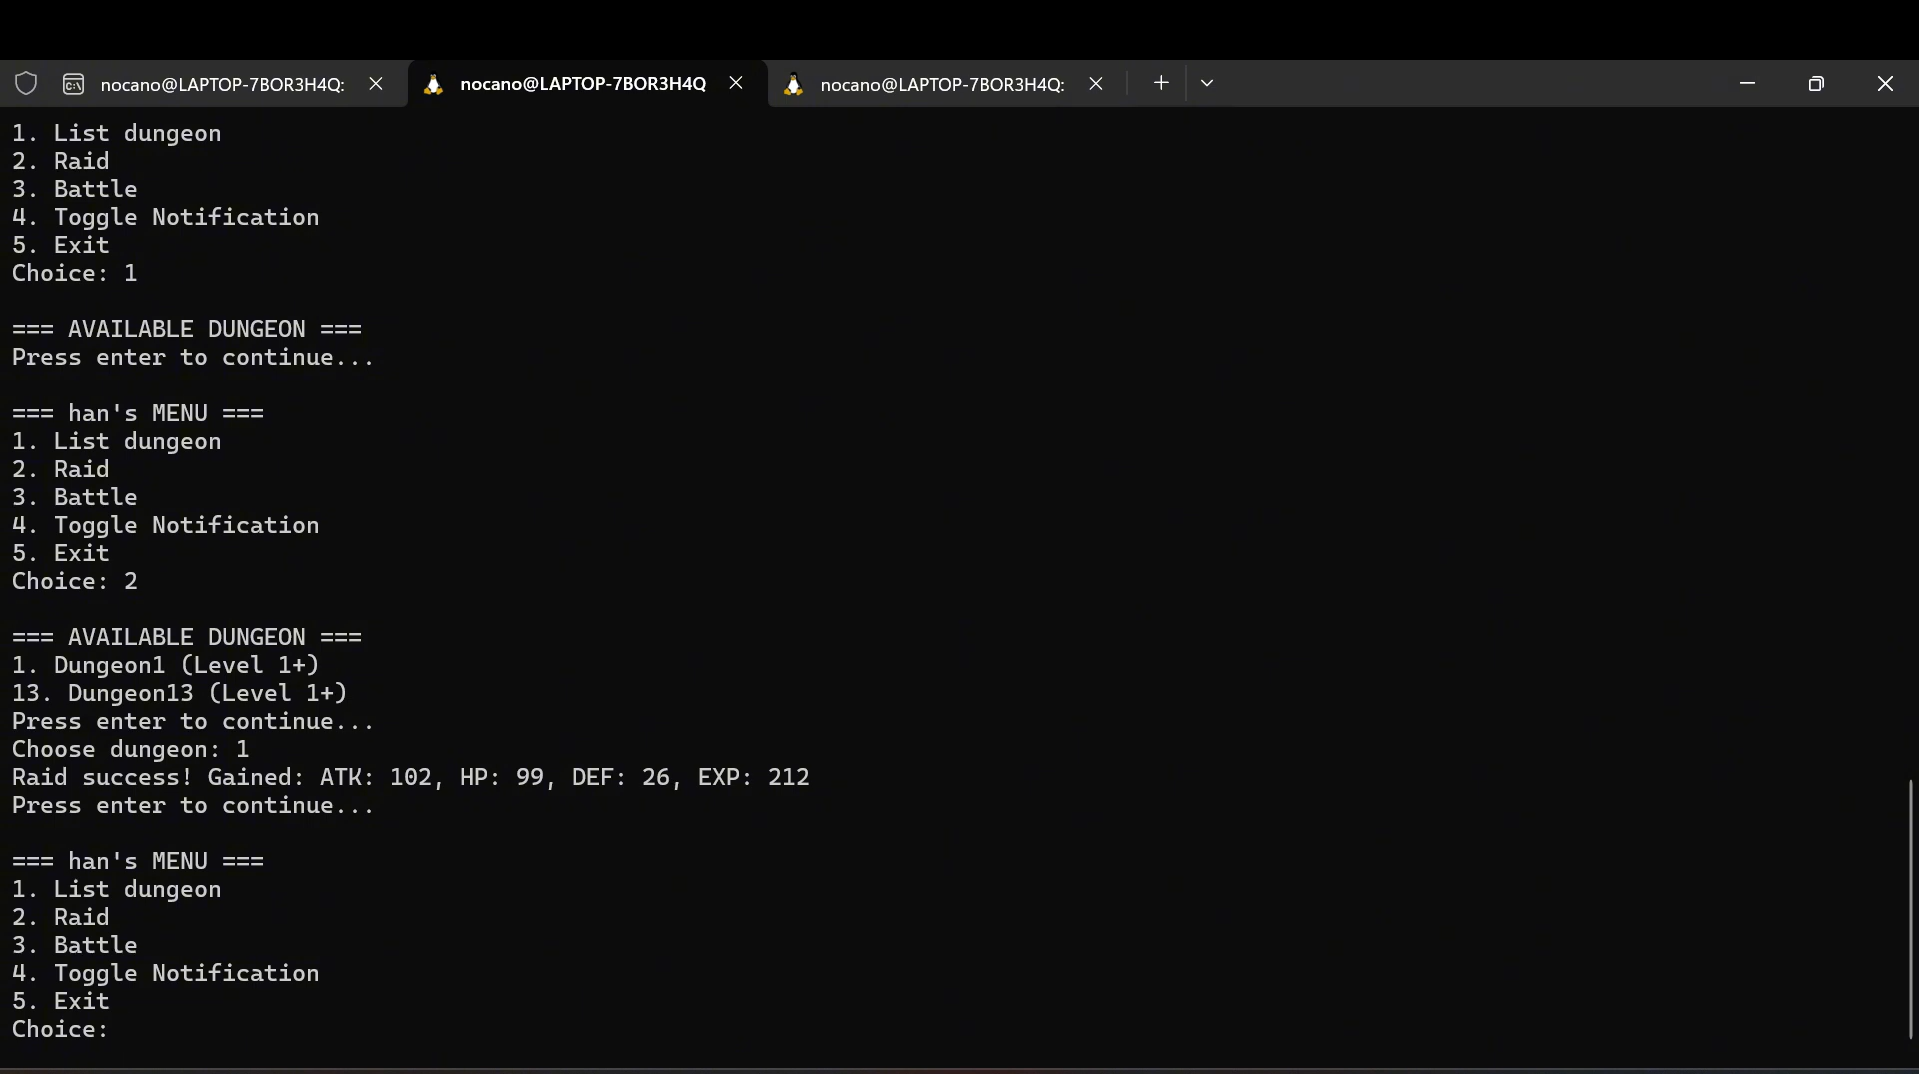 nocano@LAPTOP-7BOR3H4Q: nocano@LAPTOP-7BOR3H4Q nocano@LAPTOP-7BOR3H4Q:
1. List dungeon
2. Raid
3. Battle
4. Toggle Notification
5. Exit
Choice: 1
=== AVAILABLE DUNGEON ===
Press enter to continue...
=== han's MENU ===
1. List dungeon
2. Raid
3. Battle
4. Toggle Notification
5. Exit
Choice: 2
=== AVAILABLE DUNGEON ===
1. Dungeon1 (Level 1+)
13. Dungeon13 (Level 1+)
Press enter to continue...
Choose dungeon: 1
Raid success! Gained: ATK: 102, HP: 99, DEF: 26, EXP: 212
Press enter to continue...
=== han's MENU ===
1. List dungeon
2. Raid
3. Battle
4. Toggle Notification
5. Exit
Choice: